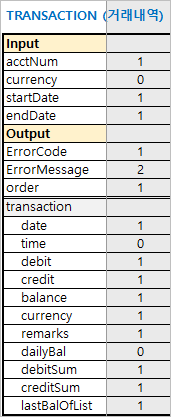 TRANSACTION (거래내역)
Input
acctNum 1
currency 0
startDate 1
endDate 1
Output
ErrorCode 1
ErrorMessage 2
order 1
transaction
date 1
time 0
debit 1
credit 1
balance 1
currency 1
remarks 1
dailyBal 0
debitSum 1
creditSum 1
lastBalOfList 1